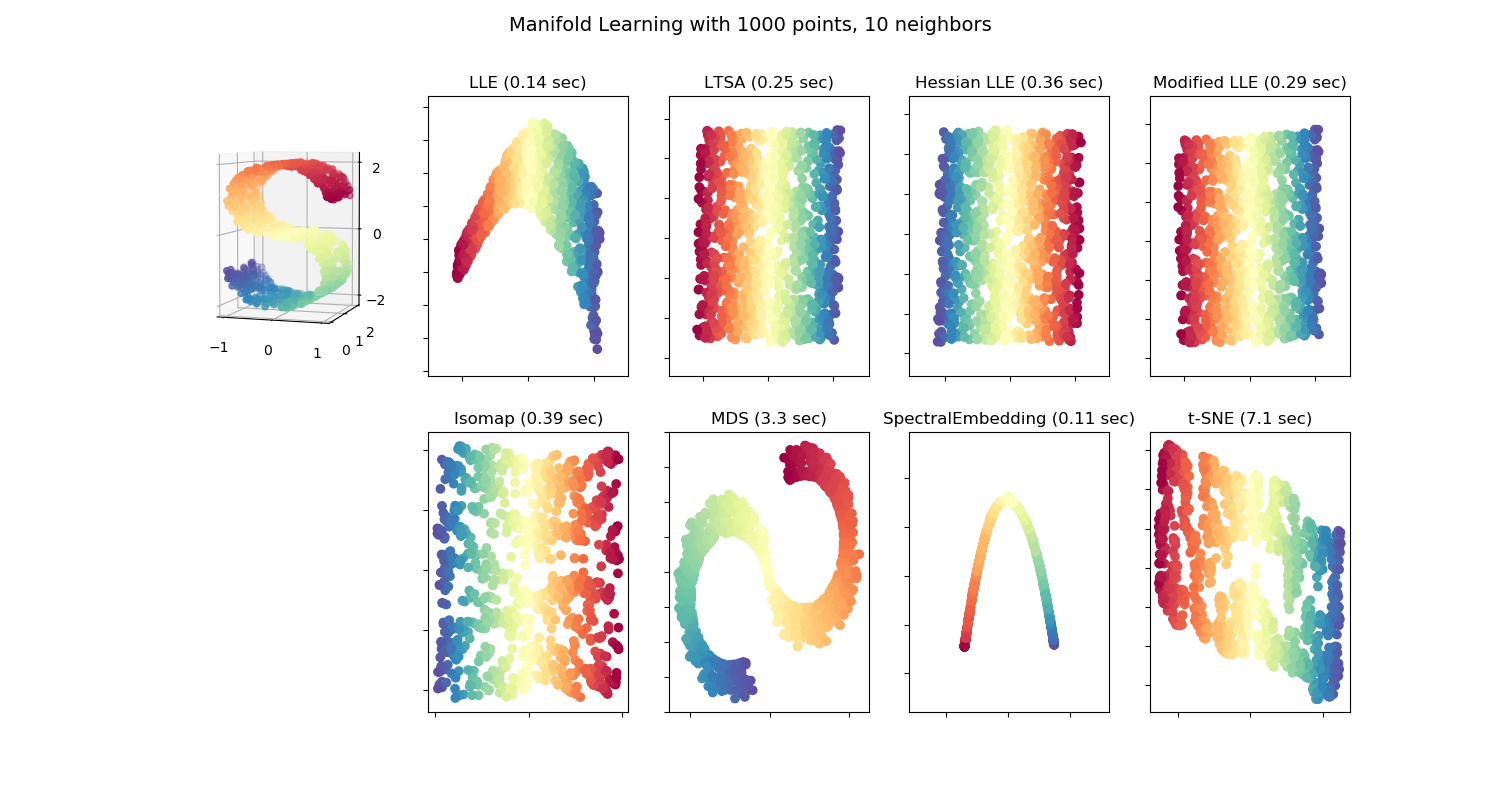 Manifold Learning with 1000 points, 10 neighbors
LLE (0.14 sec)
LTSA (0.25 sec)
Hessian LLE (0.36 sec)
Modified LLE (0.29 sec)
2
0
−2
−1
0
1
0
1
2
Isomap (0.39 sec)
MDS (3.3 sec)
SpectralEmbedding (0.11 sec)
t-SNE (7.1 sec)